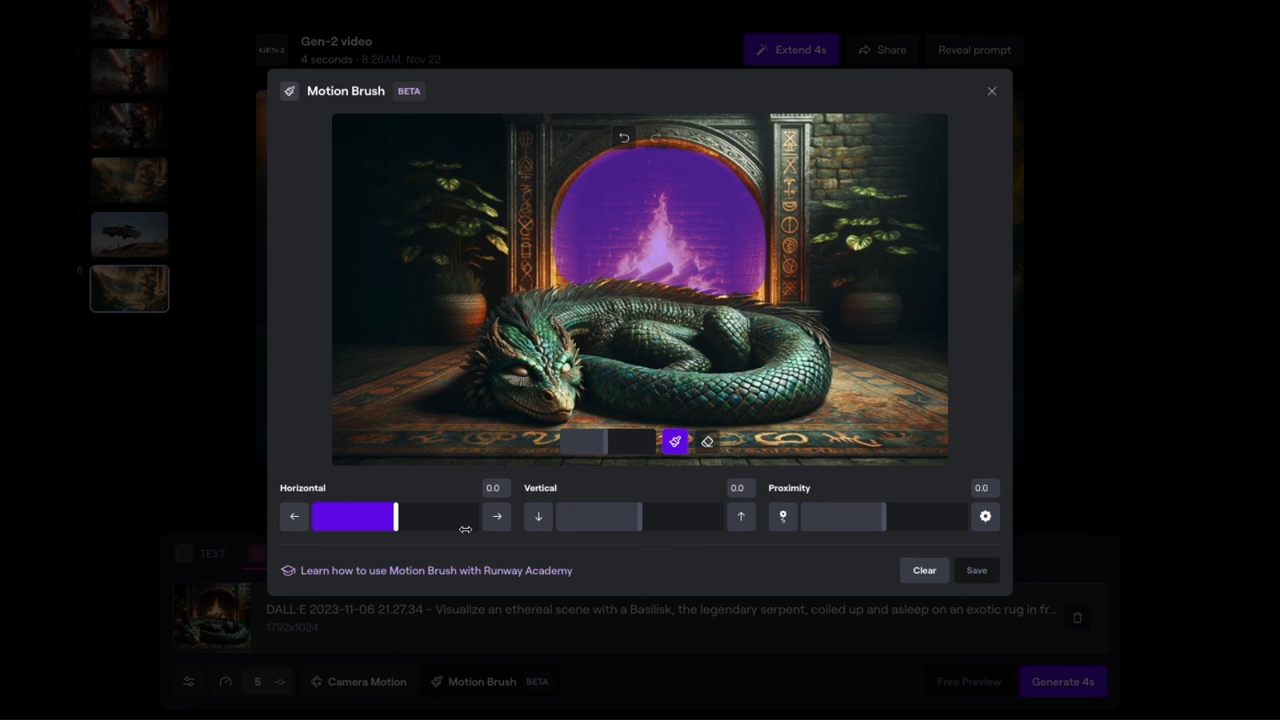 GEN-2
Gen-2 video
4 seconds · 8:26AM, Nov 22
Extend 4s
Share
Reveal prompt
Motion Brush
BETA
Horizontal
0.0
Vertical
0.0
Proximity
0.0
Learn how to use Motion Brush with Runway Academy
Clear
Save
TEXT
DALL·E 2023-11-06 21.27.34 - Visualize an ethereal scene with a Basilisk, the legendary serpent, coiled up and asleep on an exotic rug in fr...
1792x1024
5
Camera Motion
Motion Brush
BETA
Free Preview
Generate 4s
6